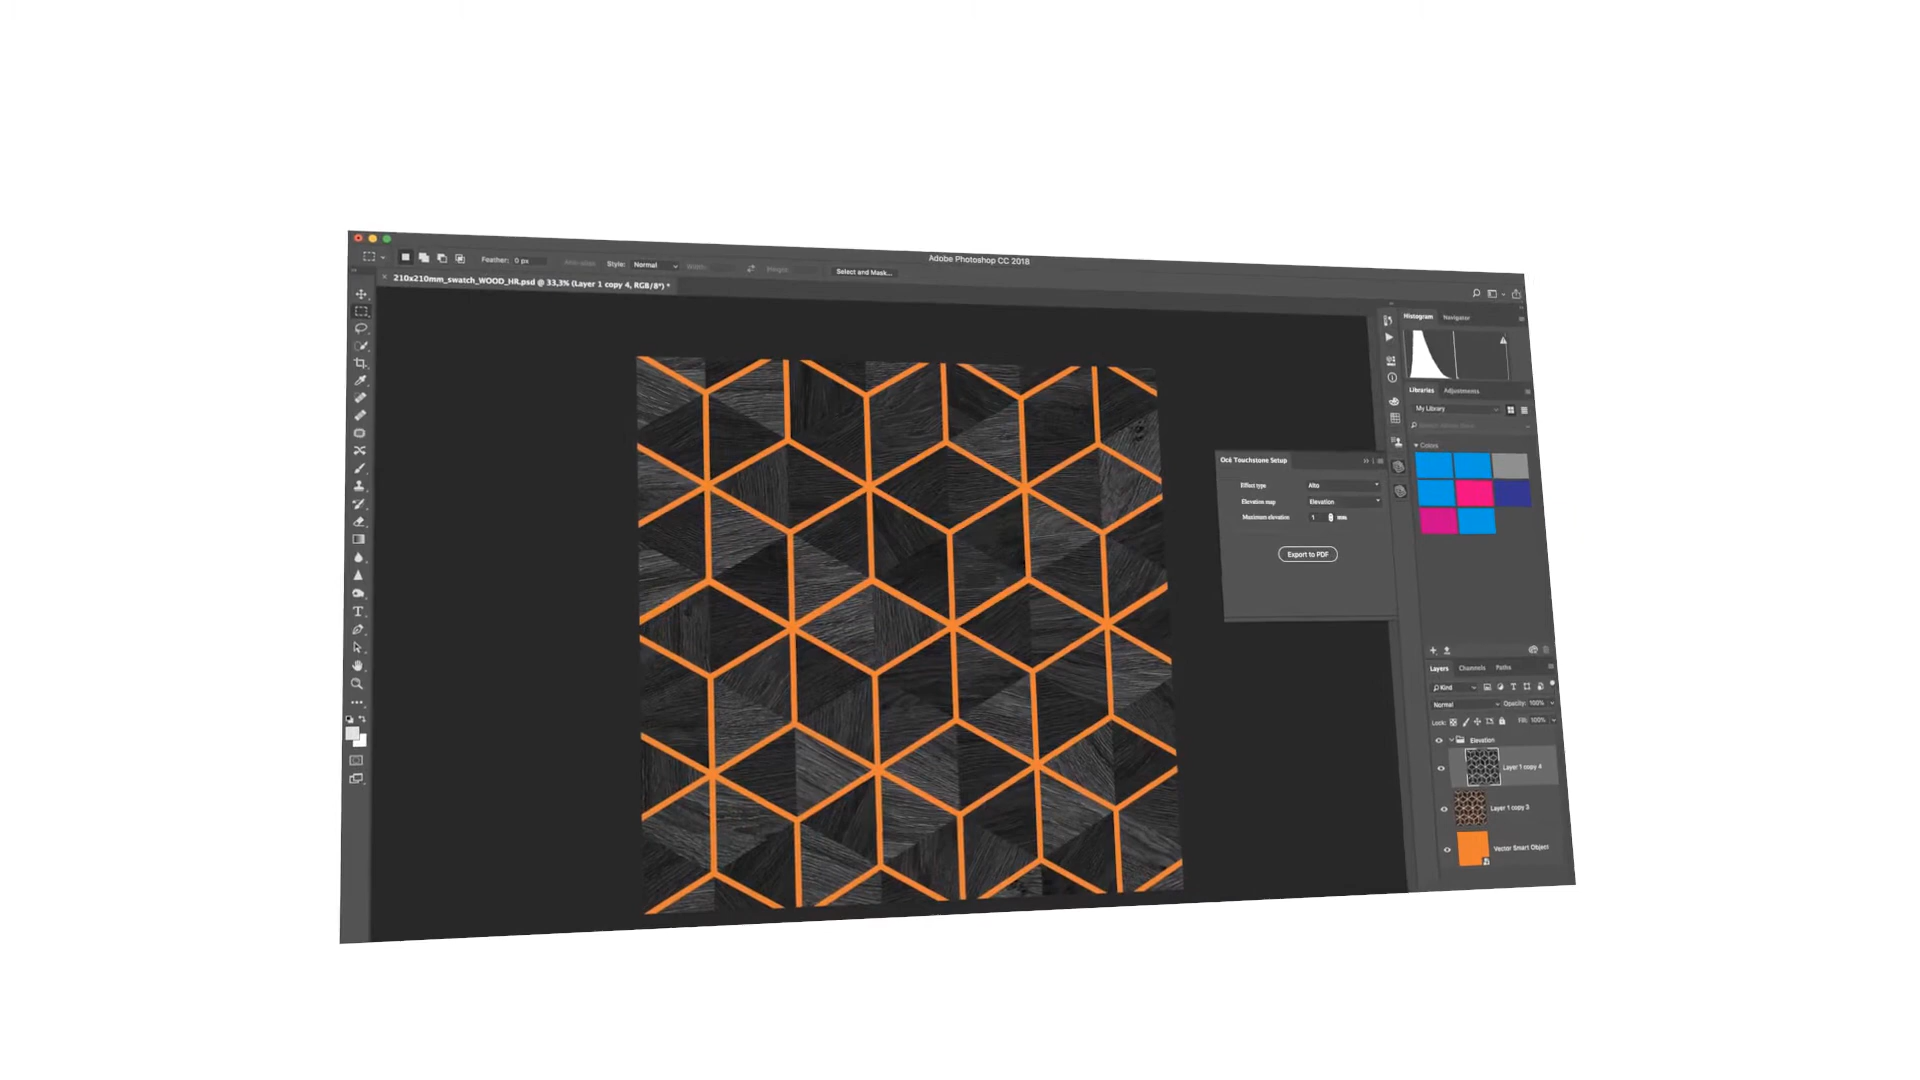 Adobe Photoshop CC 2018
Feather: 0 px
Style: Normal
Select and Mask...
210x210mm_swatch_WOOD_HR.psd @ 33,3% (Layer 1 copy 4, RGB/8*) *
Histogram Navigator
Libraries Adjustments
My Library
Colors
Océ Touchstone Setup
Effect type Alto
Elevation map Elevation
Maximum elevation 1 mm
Export to PDF
Layers Channels Paths
Kind
Normal Opacity: 100%
Lock: Fill: 100%
Elevation
Layer 1 copy 4
Layer 1 copy 3
Vector Smart Object